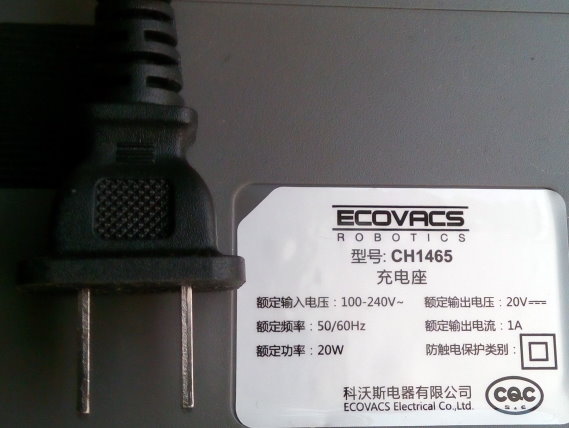 ECOVACS
ROBOTICS
型号: CH1465
充电座
额定输入电压: 100-240V~ 额定输出电压: 20V⎓
额定频率: 50/60Hz 额定输出电流: 1A
额定功率: 20W 防触电保护类别:
科沃斯电器有限公司
ECOVACS Electrical Co.,Ltd.
CQC
S&E